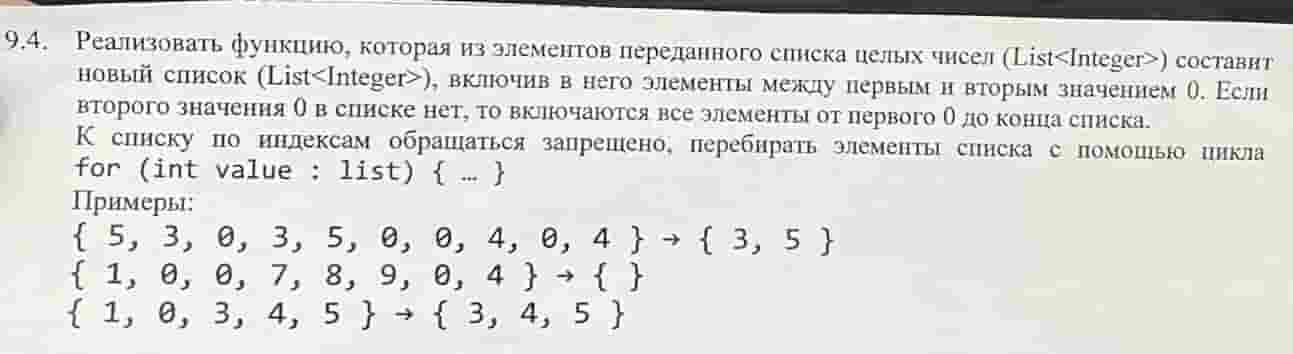 9.4. Реализовать функцию, которая из элементов переданного списка целых чисел (List<Integer>) составит
новый список (List<Integer>), включив в него элементы между первым и вторым значением 0. Если
второго значения 0 в списке нет, то включаются все элементы от первого 0 до конца списка.
К списку по индексам обращаться запрещено, перебирать элементы списка с помощью цикла
for (int value : list) { … }
Примеры:
{ 5, 3, 0, 3, 5, 0, 0, 4, 0, 4 } → { 3, 5 }
{ 1, 0, 0, 7, 8, 9, 0, 4 } → { }
{ 1, 0, 3, 4, 5 } → { 3, 4, 5 }